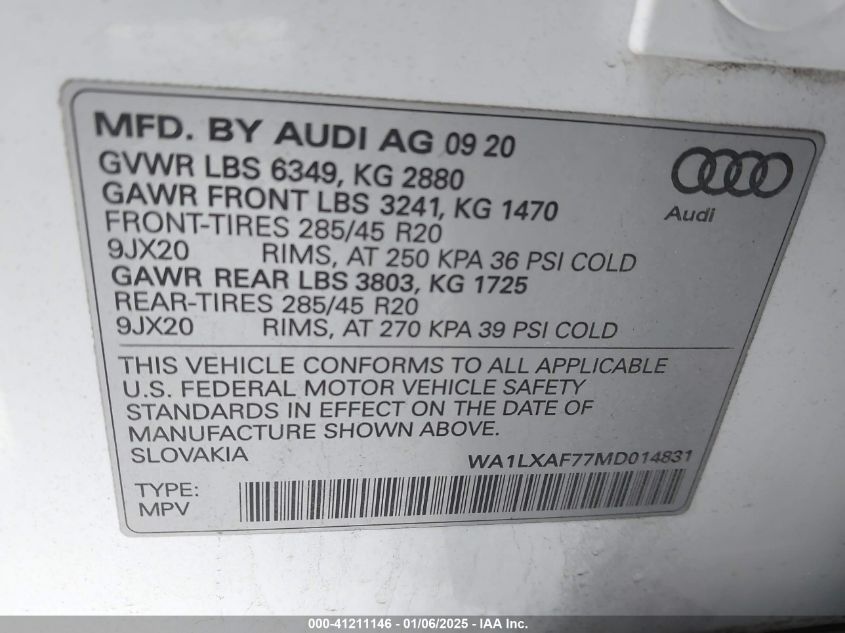 MFD. BY AUDI AG 09 20
GVWR LBS 6349, KG 2880
GAWR FRONT LBS 3241, KG 1470
FRONT-TIRES 285/45 R20
9JX20 RIMS, AT 250 KPA 36 PSI COLD
GAWR REAR LBS 3803, KG 1725
REAR-TIRES 285/45 R20
9JX20 RIMS, AT 270 KPA 39 PSI COLD
Audi
THIS VEHICLE CONFORMS TO ALL APPLICABLE
U.S. FEDERAL MOTOR VEHICLE SAFETY
STANDARDS IN EFFECT ON THE DATE OF
MANUFACTURE SHOWN ABOVE.
SLOVAKIA WA1LXAF77MD014831
TYPE:
MPV
000-41211146 - 01/06/2025 - IAA Inc.